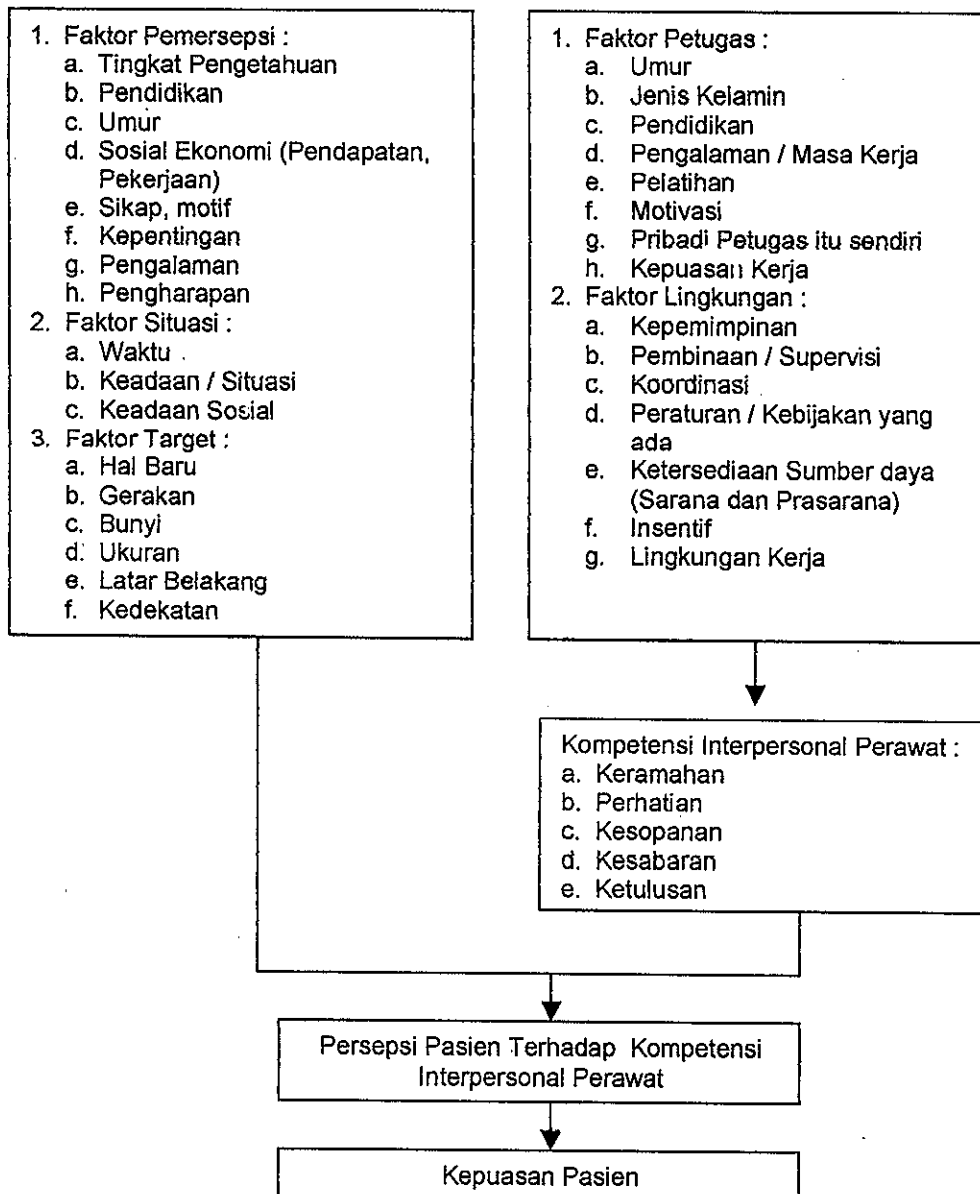 1. Faktor Pemersepsi :
a. Tingkat Pengetahuan
b. Pendidikan
c. Umur
d. Sosial Ekonomi (Pendapatan,
Pekerjaan)
e. Sikap, motif
f. Kepentingan
g. Pengalaman
h. Pengharapan
2. Faktor Situasi :
a. Waktu
b. Keadaan / Situasi
c. Keadaan Sosial
3. Faktor Target :
a. Hal Baru
b. Gerakan
c. Bunyi
d. Ukuran
e. Latar Belakang
f. Kedekatan
1. Faktor Petugas :
a. Umur
b. Jenis Kelamin
c. Pendidikan
d. Pengalaman / Masa Kerja
e. Pelatihan
f. Motivasi
g. Pribadi Petugas itu sendiri
h. Kepuasan Kerja
2. Faktor Lingkungan :
a. Kepemimpinan
b. Pembinaan / Supervisi
c. Koordinasi
d. Peraturan / Kebijakan yang
ada
e. Ketersediaan Sumber daya
(Sarana dan Prasarana)
f. Insentif
g. Lingkungan Kerja
Kompetensi Interpersonal Perawat :
a. Keramahan
b. Perhatian
c. Kesopanan
d. Kesabaran
e. Ketulusan
Persepsi Pasien Terhadap Kompetensi
Interpersonal Perawat
Kepuasan Pasien